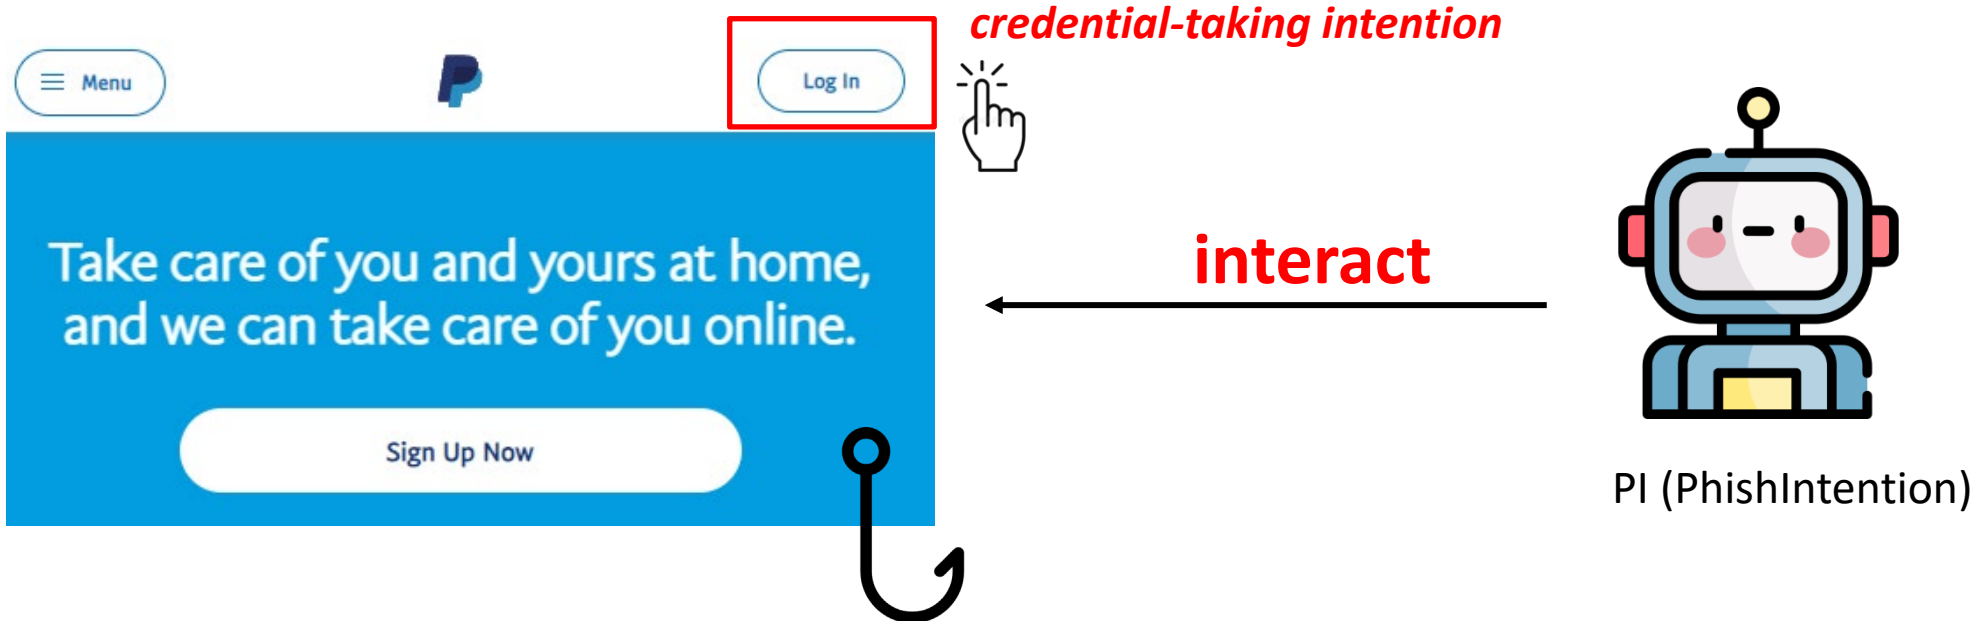 credential-taking intention
Menu
Log In
Take care of you and yours at home,
and we can take care of you online.
Sign Up Now
interact
PI (PhishIntention)